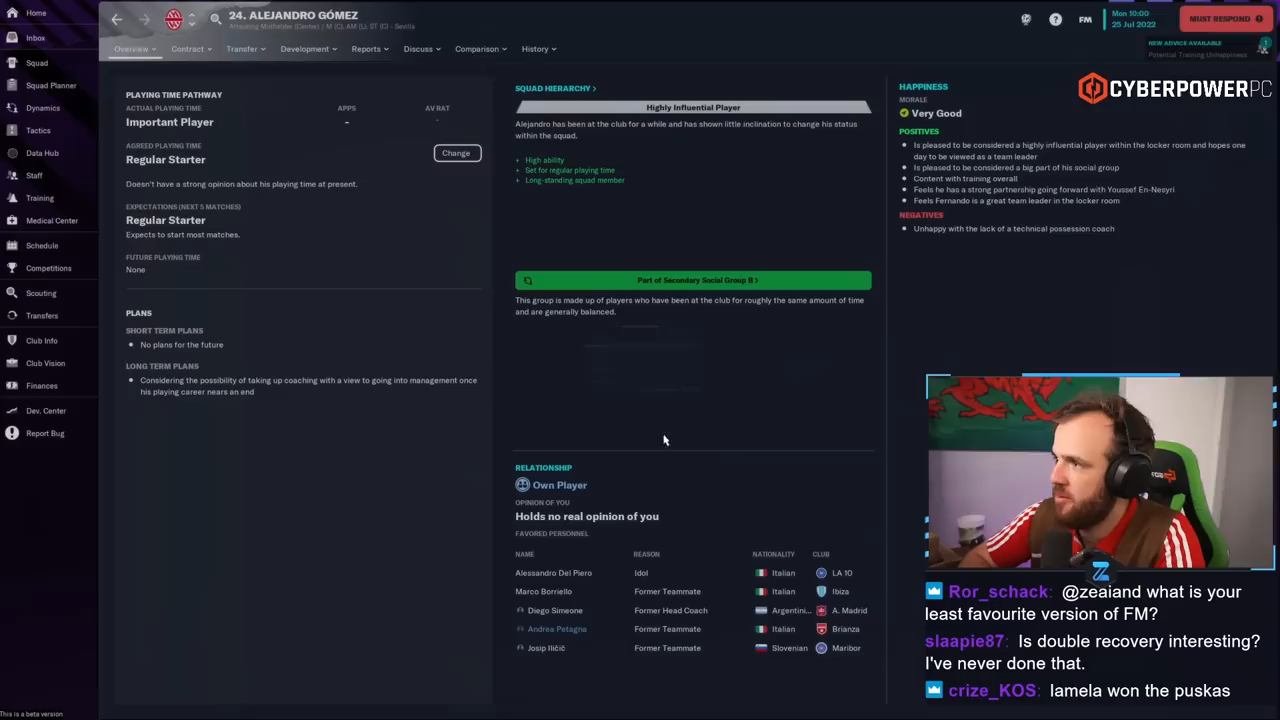 Home
Inbox
Squad
Squad Planner
Dynamics
Tactics
Data Hub
Staff
Training
Medical Center
Schedule
Competitions
Scouting
Transfers
Club Info
Club Vision
Finances
Dev. Center
Report Bug
This is a beta version
24. ALEJANDRO GÓMEZ
Attacking Midfielder (Center) / M (C), AM (L), ST (C) - Sevilla
FM
Mon 10:00
25 Jul 2022
MUST RESPOND
Overview
Contract
Transfer
Development
Reports
Discuss
Comparison
History
NEW ADVICE AVAILABLE
Potential Training Unhappiness
1
CYBERPOWERPC
PLAYING TIME PATHWAY
ACTUAL PLAYING TIME APPS AV RAT
Important Player - -
AGREED PLAYING TIME
Regular Starter
Change
Doesn't have a strong opinion about his playing time at present.
EXPECTATIONS (NEXT 5 MATCHES)
Regular Starter
Expects to start most matches.
FUTURE PLAYING TIME
None
PLANS
SHORT TERM PLANS
No plans for the future
LONG TERM PLANS
Considering the possibility of taking up coaching with a view to going into management once
his playing career nears an end
SQUAD HIERARCHY >
Highly Influential Player
Alejandro has been at the club for a while and has shown little inclination to change his status
within the squad.
+ High ability
+ Set for regular playing time
+ Long-standing squad member
Part of Secondary Social Group B >
This group is made up of players who have been at the club for roughly the same amount of time
and are generally balanced.
RELATIONSHIP
Own Player
OPINION OF YOU
Holds no real opinion of you
FAVORED PERSONNEL
NAME REASON NATIONALITY CLUB
Alessandro Del Piero Idol Italian LA 10
Marco Borriello Former Teammate Italian Ibiza
Diego Simeone Former Head Coach Argentini... A. Madrid
Andrea Petagna Former Teammate Italian Brianza
Josip Iličič Former Teammate Slovenian Maribor
HAPPINESS
MORALE
Very Good
POSITIVES
Is pleased to be considered a highly influential player within the locker room and hopes one
day to be viewed as a team leader
Is pleased to be considered a big part of his social group
Content with training overall
Feels he has a strong partnership going forward with Youssef En-Nesyri
Feels Fernando is a great team leader in the locker room
NEGATIVES
Unhappy with the lack of a technical possession coach
Z
Ror_schack: @zeaiand what is your
least favourite version of FM?
slaapie87: Is double recovery interesting?
I've never done that.
crize_KOS: lamela won the puskas